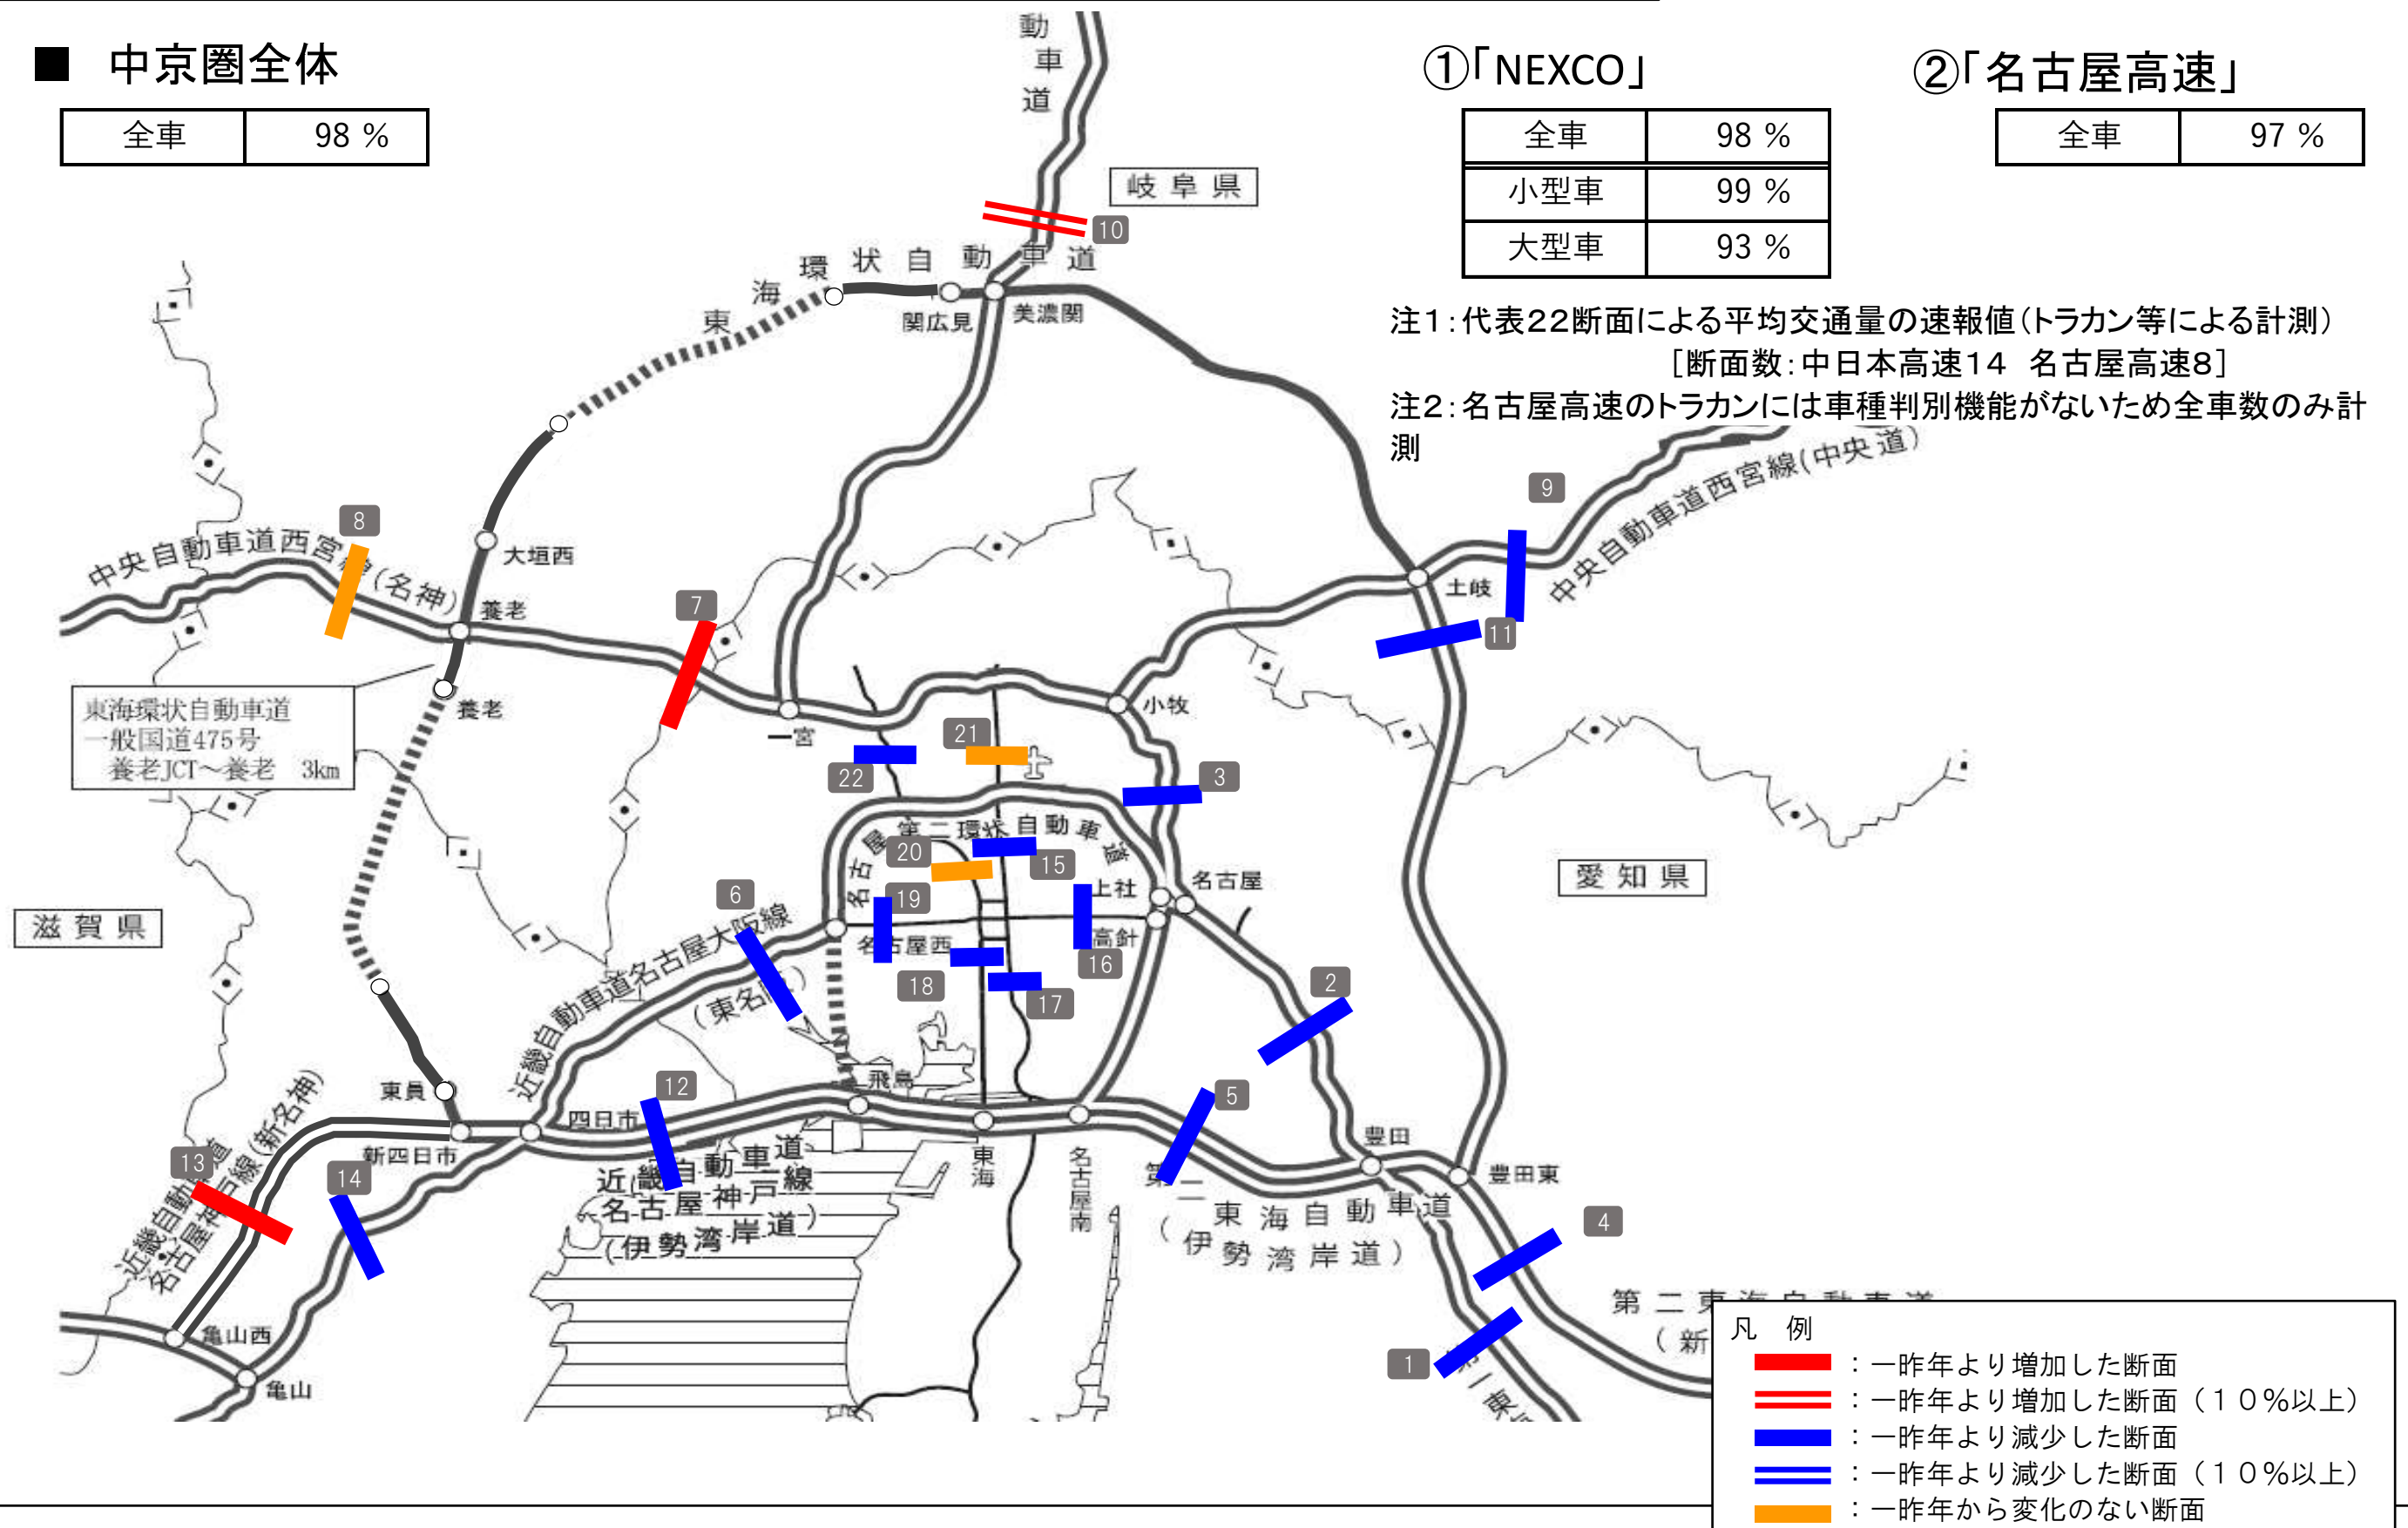 ■ 中京圏全体
全車 98 %
①「NEXCO」
全車 98 %
小型車 99 %
大型車 93 %
②「名古屋高速」
全車 97 %
注1：代表22断面による平均交通量の速報値（トラカン等による計測）
［断面数：中日本高速14 名古屋高速8］
注2：名古屋高速のトラカンには車種判別機能がないため全車数のみ計
測
動車道
岐阜県
10
東海環状自動車道
関広見
美濃関
9
中央自動車道西宮線（中央道）
8
中央自動車道西宮線（名神）
大垣西
養老
7
土岐
11
東海環状自動車道
一般国道475号
養老JCT～養老 3km
養老
一宮
小牧
21
22
3
名古屋第二環状自動車道
20
15
上社
名古屋
愛知県
19
6
滋賀県
名古屋西
高針
16
近畿自動車道名古屋大阪線
（東名阪）
18
17
2
東員
飛島
12
四日市
5
新四日市
13
近畿自動車道
名古屋神戸線（新名神）
14
近畿自動車道
名古屋神戸線
（伊勢湾岸道）
東海
名古屋南
豊田
豊田東
第二東海自動車道
（伊勢湾岸道）
4
亀山西
亀山
1
第一東
第二東海自動車道
（新
凡 例
：一昨年より増加した断面
：一昨年より増加した断面（１０％以上）
：一昨年より減少した断面
：一昨年より減少した断面（１０％以上）
：一昨年から変化のない断面